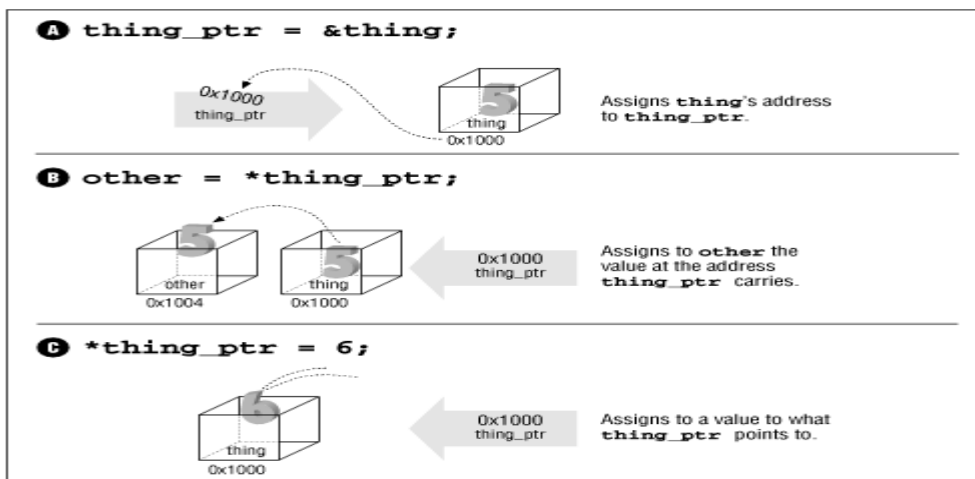 A thing_ptr = &thing;
0x1000
thing_ptr
5
thing
0x1000
Assigns thing's address
to thing_ptr.
B other = *thing_ptr;
5
other
0x1004
5
thing
0x1000
0x1000
thing_ptr
Assigns to other the
value at the address
thing_ptr carries.
C *thing_ptr = 6;
6
thing
0x1000
0x1000
thing_ptr
Assigns to a value to what
thing_ptr points to.